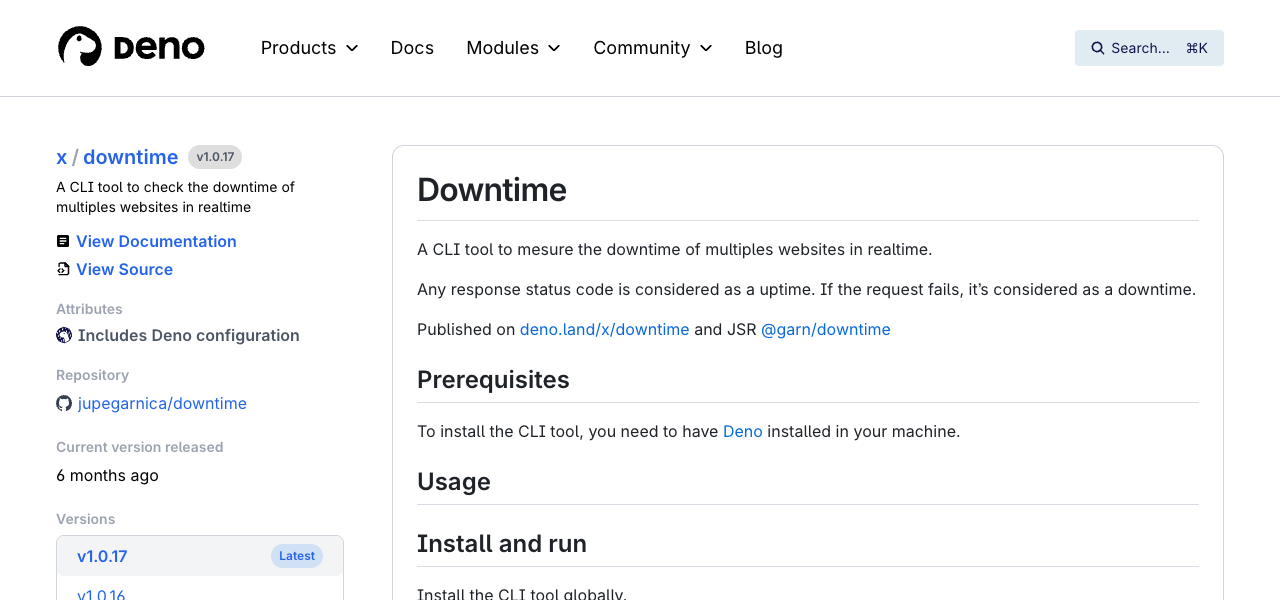 DENO
Products
Docs
Modules
Community
Blog
Search...
⌘K
x / downtime v1.0.17
A CLI tool to check the downtime of
multiples websites in realtime
View Documentation
View Source
Attributes
Includes Deno configuration
Repository
jupegarnica/downtime
Current version released
6 months ago
Versions
v1.0.17 Latest
v1.0.16
Downtime
A CLI tool to mesure the downtime of multiples websites in realtime.
Any response status code is considered as a uptime. If the request fails, it’s considered as a downtime.
Published on deno.land/x/downtime and JSR @garn/downtime
Prerequisites
To install the CLI tool, you need to have Deno installed in your machine.
Usage
Install and run
Install the CLI tool globally.